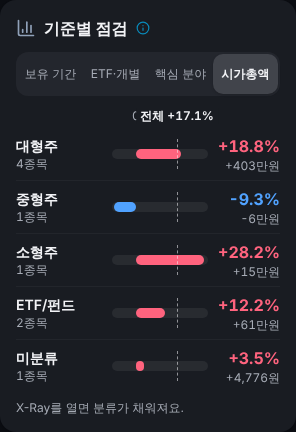 기준별 점검
보유 기간 ETF·개별 핵심 분야 시가총액
전체 +17.1%
대형주 +18.8%
4종목 +403만원
중형주 -9.3%
1종목 -6만원
소형주 +28.2%
1종목 +15만원
ETF/펀드 +12.2%
2종목 +61만원
미분류 +3.5%
1종목 +4,776원
X-Ray를 열면 분류가 채워져요.